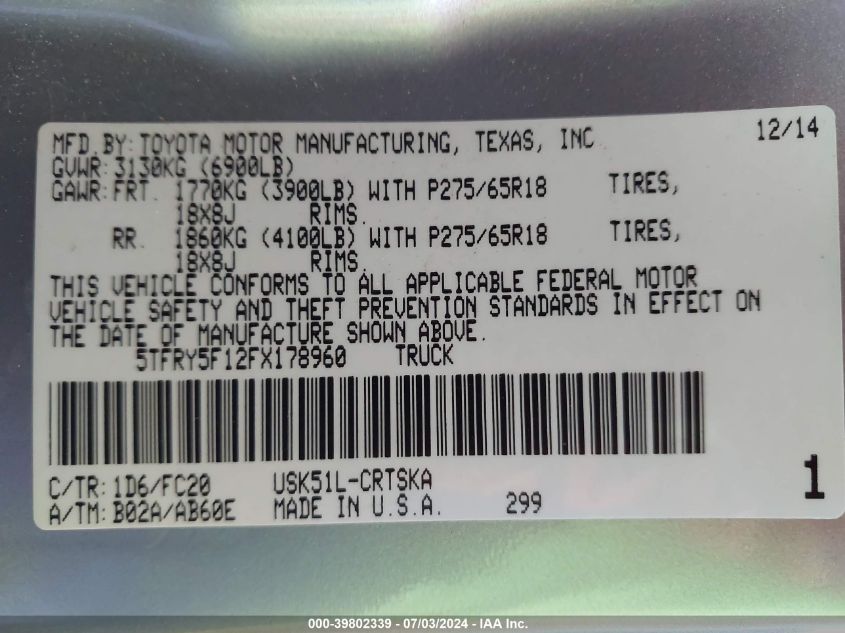 MFD.BY: TOYOTA MOTOR MANUFACTURING, TEXAS, INC 12/14
GVWR: 3130KG (6900LB)
GAWR: FRT. 1770KG (3900LB) WITH P275/65R18 TIRES,
18X8J RIMS.
RR. 1860KG (4100LB) WITH P275/65R18 TIRES,
18X8J RIMS.
THIS VEHICLE CONFORMS TO ALL APPLICABLE FEDERAL MOTOR
VEHICLE SAFETY AND THEFT PREVENTION STANDARDS IN EFFECT ON
THE DATE OF MANUFACTURE SHOWN ABOVE.
5TFRY5F12FX178960 TRUCK
C/TR: 1D6/FC20 USK51L-CRTSKA
A/TM: B02A/AB60E MADE IN U.S.A. 299
1
000-39802339 - 07/03/2024 - IAA Inc.